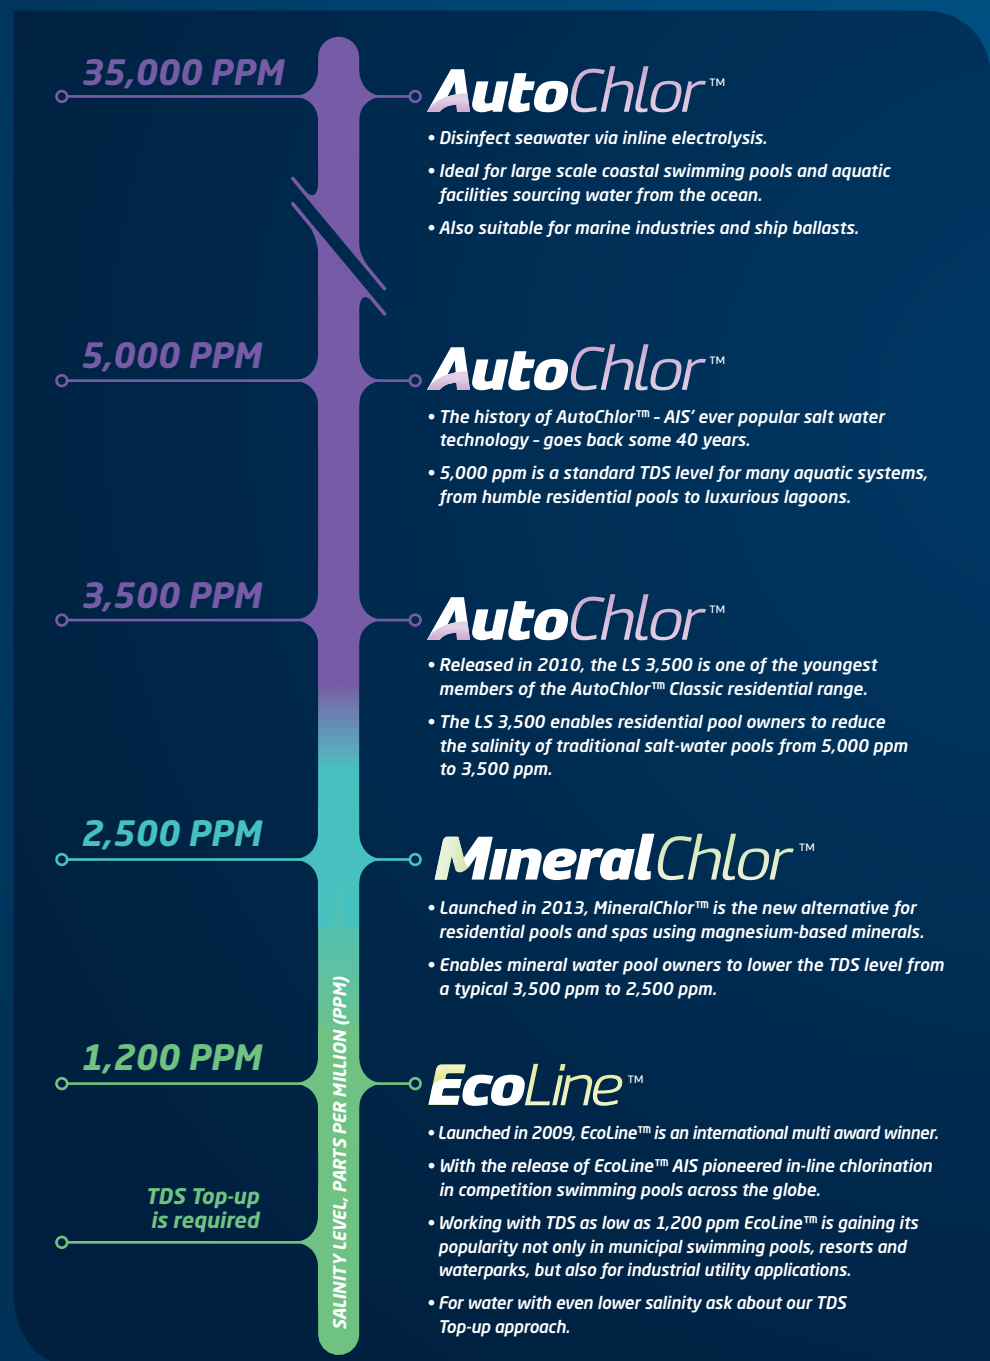 35,000 PPM
AutoChlor™
• Disinfect seawater via inline electrolysis.
• Ideal for large scale coastal swimming pools and aquatic
facilities sourcing water from the ocean.
• Also suitable for marine industries and ship ballasts.
5,000 PPM
AutoChlor™
• The history of AutoChlor™ – AIS’ ever popular salt water
technology – goes back some 40 years.
• 5,000 ppm is a standard TDS level for many aquatic systems,
from humble residential pools to luxurious lagoons.
3,500 PPM
AutoChlor™
• Released in 2010, the LS 3,500 is one of the youngest
members of the AutoChlor™ Classic residential range.
• The LS 3,500 enables residential pool owners to reduce
the salinity of traditional salt-water pools from 5,000 ppm
to 3,500 ppm.
2,500 PPM
MineralChlor™
• Launched in 2013, MineralChlor™ is the new alternative for
residential pools and spas using magnesium-based minerals.
• Enables mineral water pool owners to lower the TDS level from
a typical 3,500 ppm to 2,500 ppm.
1,200 PPM
EcoLine™
• Launched in 2009, EcoLine™ is an international multi award winner.
• With the release of EcoLine™ AIS pioneered in-line chlorination
in competition swimming pools across the globe.
• Working with TDS as low as 1,200 ppm EcoLine™ is gaining its
popularity not only in municipal swimming pools, resorts and
waterparks, but also for industrial utility applications.
• For water with even lower salinity ask about our TDS
Top-up approach.
TDS Top-up
is required
SALINITY LEVEL, PARTS PER MILLION (PPM)